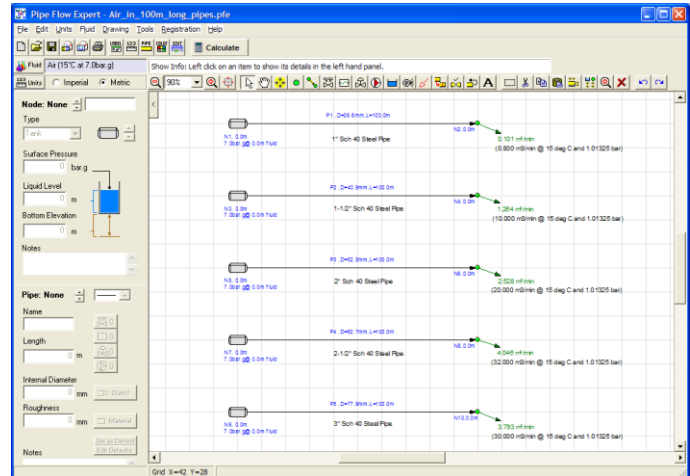 Pipe Flow Expert - Air_in_100m_long_pipes.pfe
File Edit Units Fluid Drawing Tools Registration Help
Calculate
Fluid Air (15°C at 7.0bar.g) Show Info: Left click on an item to show its details in the left hand panel.
Units Imperial Metric 90%
Node: None
Type
Tank
Surface Pressure
0 bar.g
Liquid Level
0 m
Bottom Elevation
0 m
Notes
Pipe: None
Name
Length
0 m
Internal Diameter
0 mm
Roughness
0 mm Material
Set as Default
Edit Defaults
Notes
P1 , D=26.6mm, L=100.0m
N1, 0.0m
7.0bar.g@ 0.0m fluid
1" Sch 40 Steel Pipe
N2, 0.0m
0.101 m³/min
(0.800 m3/min @ 15 deg C and 1.01325 bar)
P2 , D=40.9mm, L=100.0m
N3, 0.0m
7.0bar.g@ 0.0m fluid
1-1/2" Sch 40 Steel Pipe
N4, 0.0m
1.264 m³/min
(10.000 m3/min @ 15 deg C and 1.01325 bar)
P3 , D=52.5mm, L=100.0m
N5, 0.0m
7.0bar.g@ 0.0m fluid
2" Sch 40 Steel Pipe
N6, 0.0m
2.528 m³/min
(20.000 m3/min @ 15 deg C and 1.01325 bar)
P4 , D=62.7mm, L=100.0m
N7, 0.0m
7.0bar.g@ 0.0m fluid
2-1/2" Sch 40 Steel Pipe
N8, 0.0m
4.046 m³/min
(32.000 m3/min @ 15 deg C and 1.01325 bar)
P5 , D=77.9mm, L=100.0m
N9, 0.0m
7.0bar.g@ 0.0m fluid
3" Sch 40 Steel Pipe
N10, 0.0m
3.793 m³/min
(30.000 m3/min @ 15 deg C and 1.01325 bar)
Grid X=42 Y=28